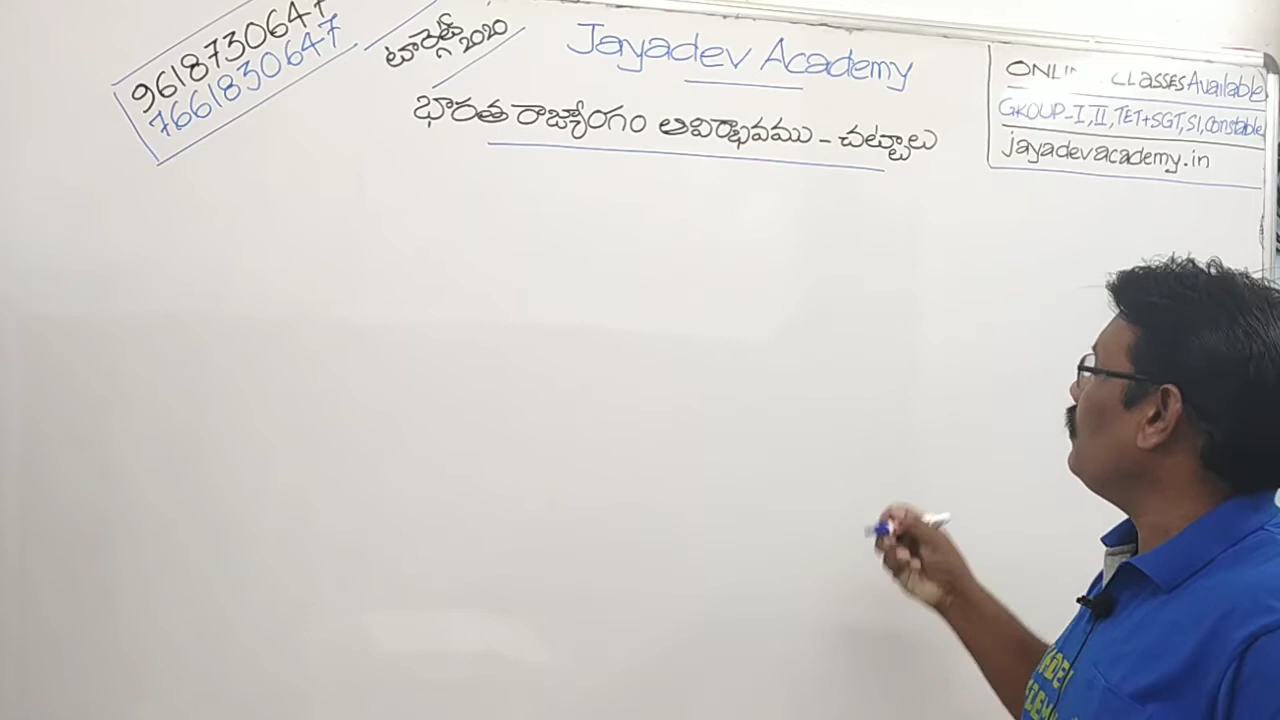 9618730647
7661830647
టార్గెట్
2020
Jayadev Academy
భారత రాజ్యాంగం ఆవిర్భావము - చట్టాలు
CLASSES Available
GROUP-I, II, TET+SGT, SI, Constable
jayadevacademy.in